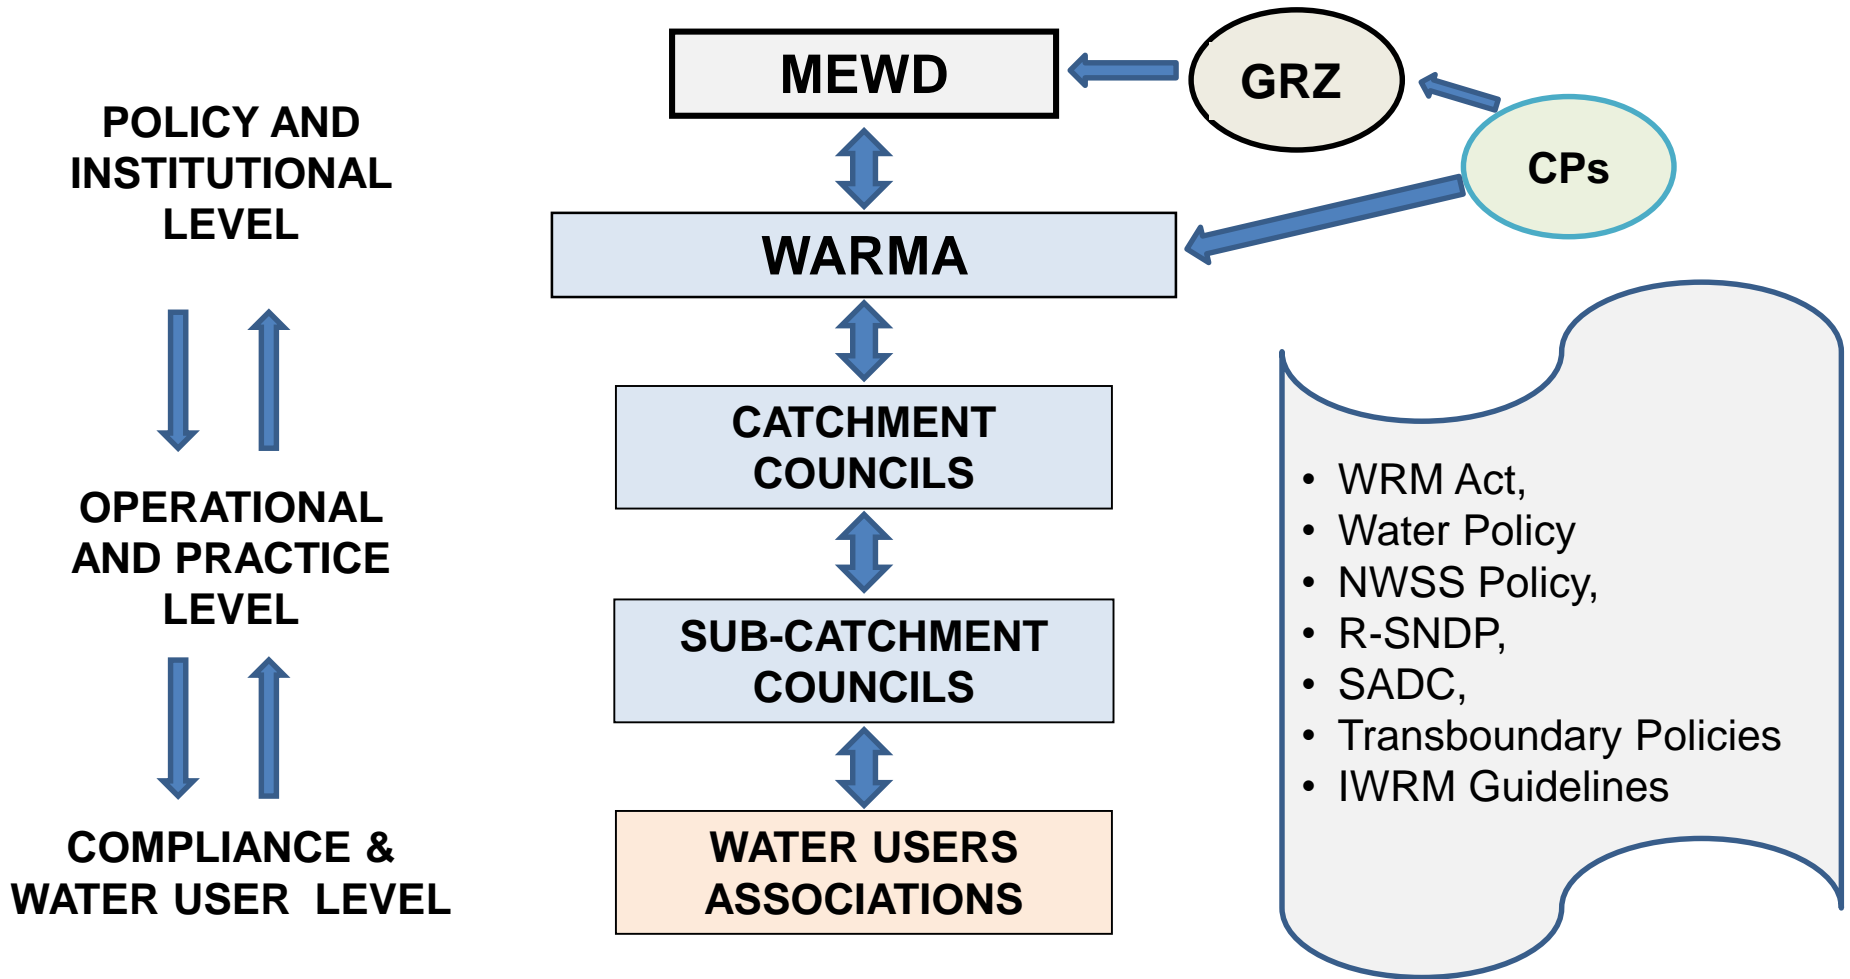 MEWD
GRZ
CPs
POLICY AND
INSTITUTIONAL
LEVEL
WARMA
CATCHMENT
COUNCILS
OPERATIONAL
AND PRACTICE
LEVEL
SUB-CATCHMENT
COUNCILS
COMPLIANCE &
WATER USER LEVEL
WATER USERS
ASSOCIATIONS
• WRM Act,
• Water Policy
• NWSS Policy,
• R-SNDP,
• SADC,
• Transboundary Policies
• IWRM Guidelines